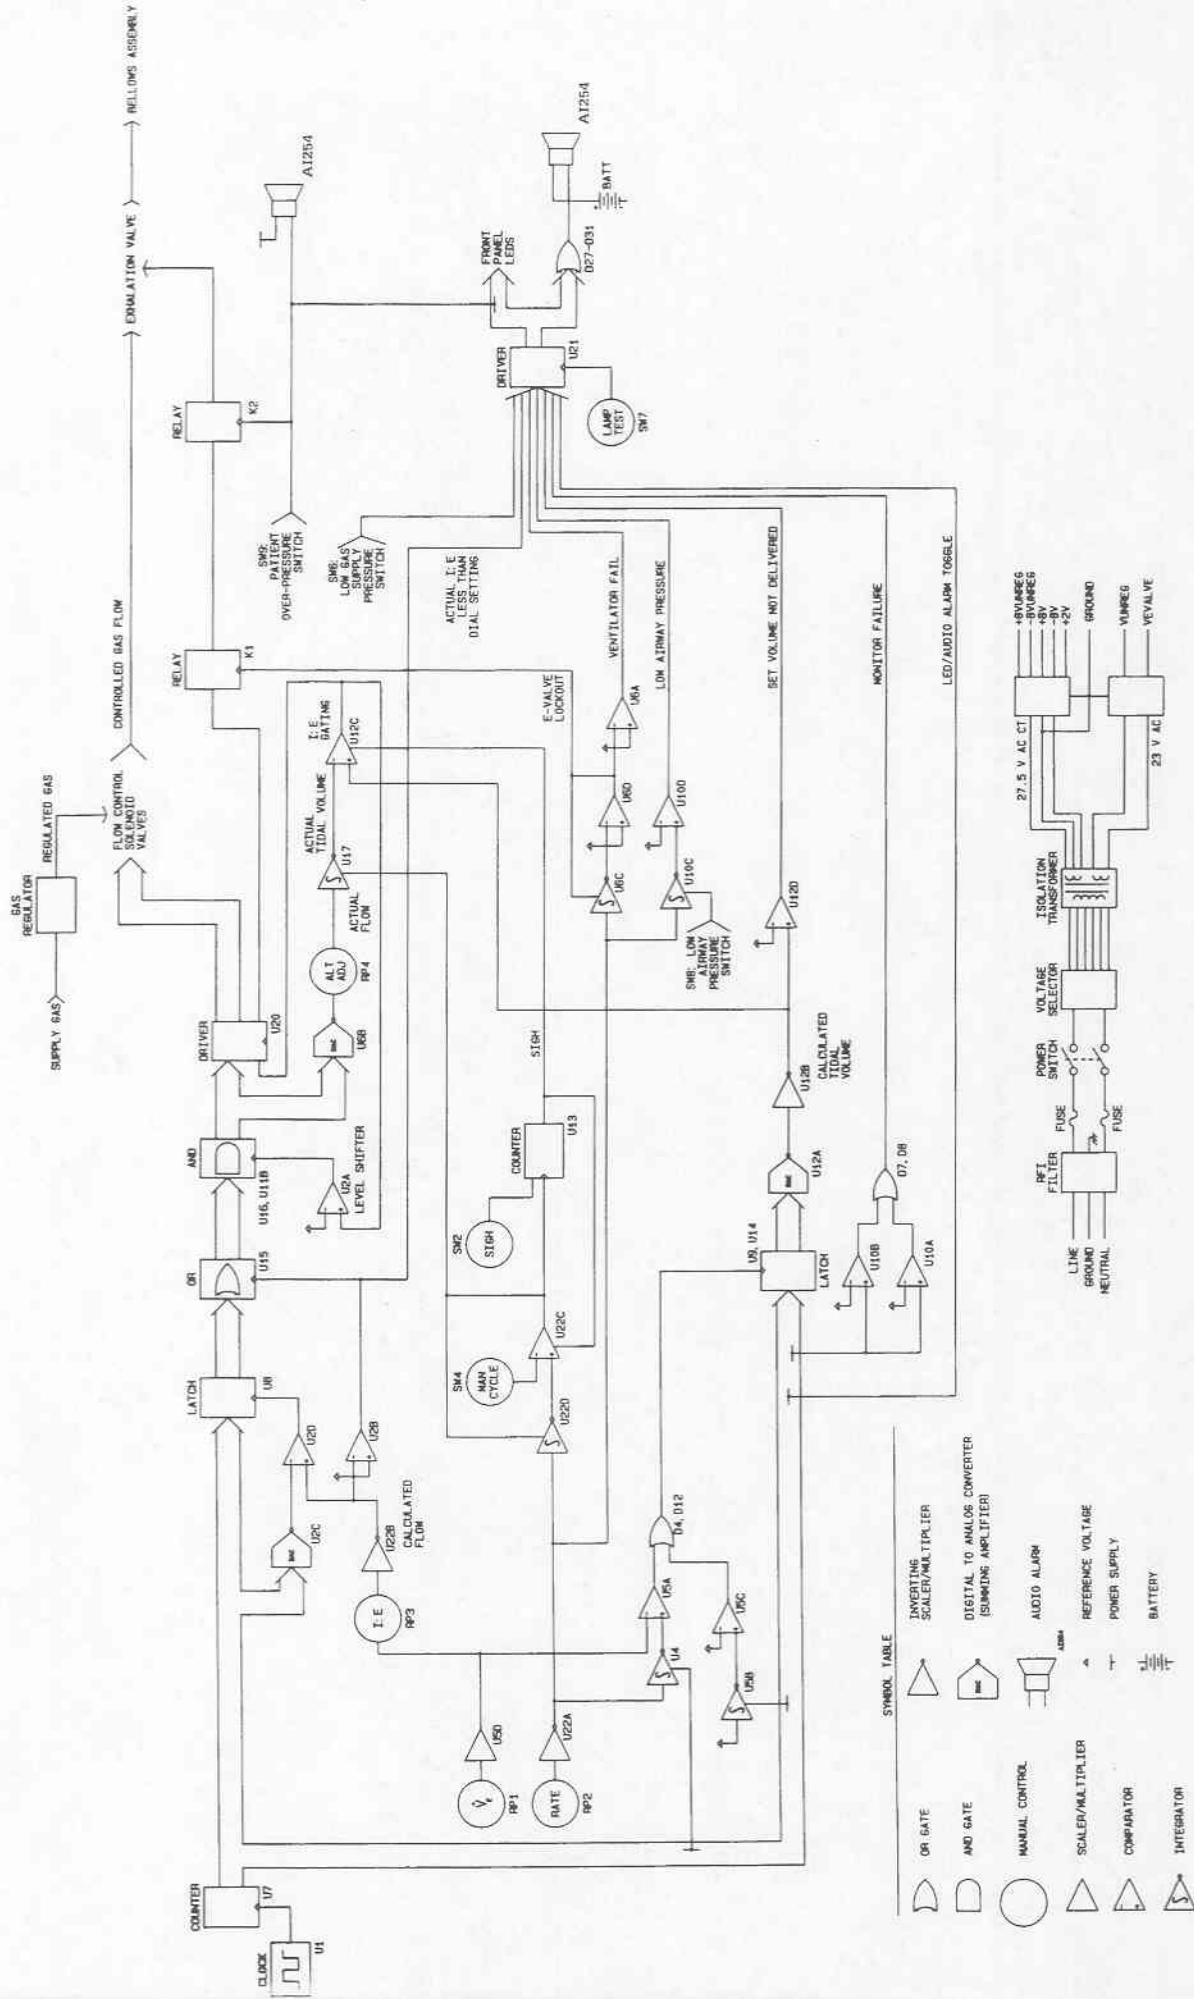 SUPPLY GAS
GAS
REGULATOR
REGULATED GAS
FLOW CONTROL
SOLENOID
VALVES
CONTROLLED GAS FLOW
EXHALATION VALVE
BELLOWS ASSEMBLY
CLOCK
U1
COUNTER
U7
LATCH
U8
OR
U15
AND
U16, U11B
DRIVER
U20
RELAY
K1
RELAY
K2
AI254
DAC
U2C
U2D
U2B
U2A
LEVEL SHIFTER
DAC
U6B
ALT
ADJ
RP4
ACTUAL
FLOW
U17
ACTUAL
TIDAL VOLUME
I:E
GATING
U12C
SW9:
PATIENT
OVER-PRESSURE
SWITCH
SW6:
LOW GAS
SUPPLY
PRESSURE
SWITCH
ACTUAL I:E
LESS THAN
DIAL SETTING
I:E
RP3
U22B
CALCULATED
FLOW
SW4
MAN
CYCLE
U22D
U22C
SW2
SIGH
COUNTER
U13
SIGH
E-VALVE
LOCKOUT
U6C
U6D
U6A
VENTILATOR FAIL
U10C
U10D
LOW AIRWAY PRESSURE
SW8: LOW
AIRWAY
PRESSURE
SWITCH
DRIVER
U21
LAMP
TEST
SW7
FRONT
PANEL
LEDS
D27-D31
BATT
AI254
V̇E
RP1
U5D
RATE
RP2
U22A
U4
U5A
U5B
U5C
D4, D12
U9, U14
LATCH
DAC
U12A
U12B
CALCULATED
TIDAL
VOLUME
U12D
SET VOLUME NOT DELIVERED
U10B
U10A
D7, D8
MONITOR FAILURE
LED/AUDIO ALARM TOGGLE
SYMBOL TABLE
OR GATE
AND GATE
MANUAL CONTROL
SCALER/MULTIPLIER
COMPARATOR
INTEGRATOR
INVERTING
SCALER/MULTIPLIER
DAC
DIGITAL TO ANALOG CONVERTER
(SUMMING AMPLIFIER)
AUDIO ALARM
REFERENCE VOLTAGE
POWER SUPPLY
BATTERY
LINE
GROUND
NEUTRAL
RFI
FILTER
FUSE
FUSE
POWER
SWITCH
VOLTAGE
SELECTOR
ISOLATION
TRANSFORMER
27.5 V AC CT
23 V AC
+8VUNREG
-8VUNREG
+8V
-8V
+2V
GROUND
VUNREG
VEVALVE